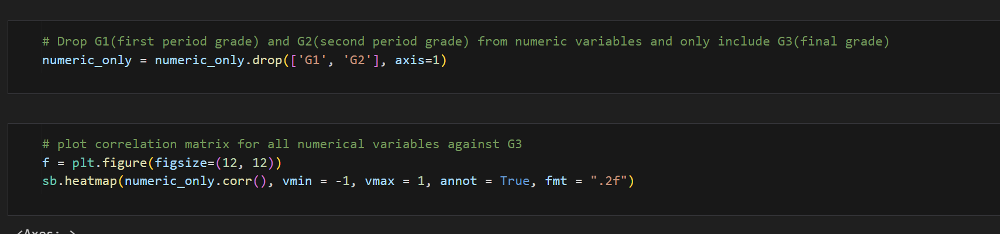 # Drop G1(first period grade) and G2(second period grade) from numeric variables and only include G3(final grade)
numeric_only = numeric_only.drop(['G1', 'G2'], axis=1)
# plot correlation matrix for all numerical variables against G3
f = plt.figure(figsize=(12, 12))
sb.heatmap(numeric_only.corr(), vmin = -1, vmax = 1, annot = True, fmt = ".2f")
<Axes: >